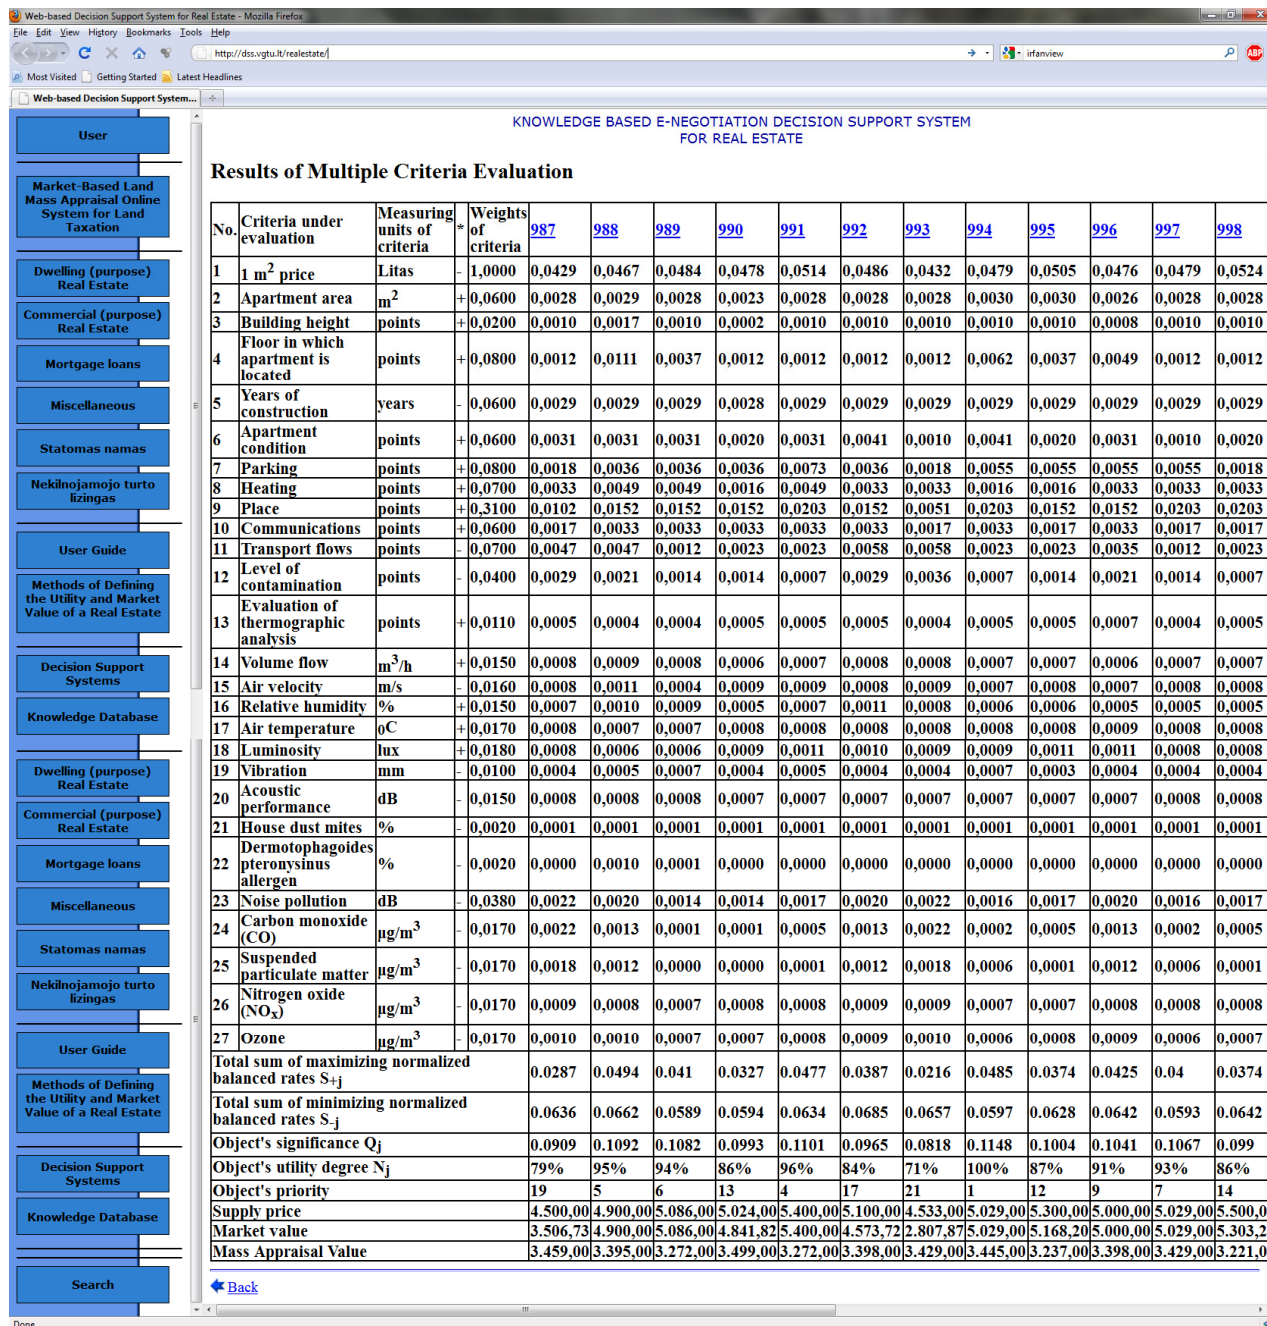 Web-based Decision Support System for Real Estate - Mozilla Firefox
File Edit View History Bookmarks Tools Help
http://dss.vgtu.lt/realestate/
irfanview
ABP
Most Visited Getting Started Latest Headlines
Web-based Decision Support System...
User
Market-Based Land
Mass Appraisal Online
System for Land
Taxation
Dwelling (purpose)
Real Estate
Commercial (purpose)
Real Estate
Mortgage loans
Miscellaneous
Statomas namas
Nekilnojamojo turto
lizingas
User Guide
Methods of Defining
the Utility and Market
Value of a Real Estate
Decision Support
Systems
Knowledge Database
Dwelling (purpose)
Real Estate
Commercial (purpose)
Real Estate
Mortgage loans
Miscellaneous
Statomas namas
Nekilnojamojo turto
lizingas
User Guide
Methods of Defining
the Utility and Market
Value of a Real Estate
Decision Support
Systems
Knowledge Database
Search
KNOWLEDGE BASED E-NEGOTIATION DECISION SUPPORT SYSTEM
FOR REAL ESTATE
Results of Multiple Criteria Evaluation
No. Criteria under evaluation Measuring units of criteria * Weights of criteria 987 988 989 990 991 992 993 994 995 996 997 998
1 1 m² price Litas - 1,0000 0,0429 0,0467 0,0484 0,0478 0,0514 0,0486 0,0432 0,0479 0,0505 0,0476 0,0479 0,0524
2 Apartment area m² + 0,0600 0,0028 0,0029 0,0028 0,0023 0,0028 0,0028 0,0028 0,0030 0,0030 0,0026 0,0028 0,0028
3 Building height points + 0,0200 0,0010 0,0017 0,0010 0,0002 0,0010 0,0010 0,0010 0,0010 0,0010 0,0008 0,0010 0,0010
4 Floor in which apartment is located points + 0,0800 0,0012 0,0111 0,0037 0,0012 0,0012 0,0012 0,0012 0,0062 0,0037 0,0049 0,0012 0,0012
5 Years of construction years - 0,0600 0,0029 0,0029 0,0029 0,0028 0,0029 0,0029 0,0029 0,0029 0,0029 0,0029 0,0029 0,0029
6 Apartment condition points + 0,0600 0,0031 0,0031 0,0031 0,0020 0,0031 0,0041 0,0010 0,0041 0,0020 0,0031 0,0010 0,0020
7 Parking points + 0,0800 0,0018 0,0036 0,0036 0,0036 0,0073 0,0036 0,0018 0,0055 0,0055 0,0055 0,0055 0,0018
8 Heating points + 0,0700 0,0033 0,0049 0,0049 0,0016 0,0049 0,0033 0,0033 0,0016 0,0016 0,0033 0,0033 0,0033
9 Place points + 0,3100 0,0102 0,0152 0,0152 0,0152 0,0203 0,0152 0,0051 0,0203 0,0152 0,0152 0,0203 0,0203
10 Communications points + 0,0600 0,0017 0,0033 0,0033 0,0033 0,0033 0,0033 0,0017 0,0033 0,0017 0,0033 0,0017 0,0017
11 Transport flows points - 0,0700 0,0047 0,0047 0,0012 0,0023 0,0023 0,0058 0,0058 0,0023 0,0023 0,0035 0,0012 0,0023
12 Level of contamination points - 0,0400 0,0029 0,0021 0,0014 0,0014 0,0007 0,0029 0,0036 0,0007 0,0014 0,0021 0,0014 0,0007
13 Evaluation of thermographic analysis points + 0,0110 0,0005 0,0004 0,0004 0,0005 0,0005 0,0005 0,0004 0,0005 0,0005 0,0007 0,0004 0,0005
14 Volume flow m³/h + 0,0150 0,0008 0,0009 0,0008 0,0006 0,0007 0,0008 0,0008 0,0007 0,0007 0,0006 0,0007 0,0007
15 Air velocity m/s - 0,0160 0,0008 0,0011 0,0004 0,0009 0,0009 0,0008 0,0009 0,0007 0,0008 0,0007 0,0008 0,0008
16 Relative humidity % + 0,0150 0,0007 0,0010 0,0009 0,0005 0,0007 0,0011 0,0008 0,0006 0,0006 0,0005 0,0005 0,0005
17 Air temperature 0C + 0,0170 0,0008 0,0007 0,0007 0,0008 0,0008 0,0008 0,0008 0,0008 0,0008 0,0009 0,0008 0,0008
18 Luminosity lux + 0,0180 0,0008 0,0006 0,0006 0,0009 0,0011 0,0010 0,0009 0,0009 0,0011 0,0011 0,0008 0,0008
19 Vibration mm - 0,0100 0,0004 0,0005 0,0007 0,0004 0,0005 0,0004 0,0004 0,0007 0,0003 0,0004 0,0004 0,0004
20 Acoustic performance dB - 0,0150 0,0008 0,0008 0,0008 0,0007 0,0007 0,0007 0,0007 0,0007 0,0007 0,0007 0,0008 0,0008
21 House dust mites % - 0,0020 0,0001 0,0001 0,0001 0,0001 0,0001 0,0001 0,0001 0,0001 0,0001 0,0001 0,0001 0,0001
22 Dermotophagoides pteronysinus allergen % - 0,0020 0,0000 0,0010 0,0001 0,0000 0,0000 0,0000 0,0000 0,0000 0,0000 0,0000 0,0000 0,0000
23 Noise pollution dB - 0,0380 0,0022 0,0020 0,0014 0,0014 0,0017 0,0020 0,0022 0,0016 0,0017 0,0020 0,0016 0,0017
24 Carbon monoxide (CO) µg/m³ - 0,0170 0,0022 0,0013 0,0001 0,0001 0,0005 0,0013 0,0022 0,0002 0,0005 0,0013 0,0002 0,0005
25 Suspended particulate matter µg/m³ - 0,0170 0,0018 0,0012 0,0000 0,0000 0,0001 0,0012 0,0018 0,0006 0,0001 0,0012 0,0006 0,0001
26 Nitrogen oxide (NOx) µg/m³ - 0,0170 0,0009 0,0008 0,0007 0,0008 0,0008 0,0009 0,0009 0,0007 0,0007 0,0008 0,0008 0,0008
27 Ozone µg/m³ - 0,0170 0,0010 0,0010 0,0007 0,0007 0,0008 0,0009 0,0010 0,0006 0,0008 0,0009 0,0006 0,0007
Total sum of maximizing normalized balanced rates S+j 0.0287 0.0494 0.041 0.0327 0.0477 0.0387 0.0216 0.0485 0.0374 0.0425 0.04 0.0374
Total sum of minimizing normalized balanced rates S-j 0.0636 0.0662 0.0589 0.0594 0.0634 0.0685 0.0657 0.0597 0.0628 0.0642 0.0593 0.0642
Object's significance Qj 0.0909 0.1092 0.1082 0.0993 0.1101 0.0965 0.0818 0.1148 0.1004 0.1041 0.1067 0.099
Object's utility degree Nj 79% 95% 94% 86% 96% 84% 71% 100% 87% 91% 93% 86%
Object's priority 19 5 6 13 4 17 21 1 12 9 7 14
Supply price 4.500,00 4.900,00 5.086,00 5.024,00 5.400,00 5.100,00 4.533,00 5.029,00 5.300,00 5.000,00 5.029,00 5.500,0
Market value 3.506,73 4.900,00 5.086,00 4.841,82 5.400,00 4.573,72 2.807,87 5.029,00 5.168,20 5.000,00 5.029,00 5.303,2
Mass Appraisal Value 3.459,00 3.395,00 3.272,00 3.499,00 3.272,00 3.398,00 3.429,00 3.445,00 3.237,00 3.398,00 3.429,00 3.221,0
Back
Done